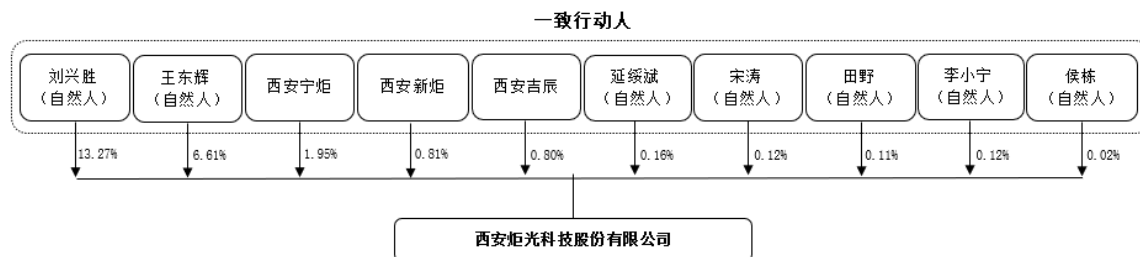 一致行动人
刘兴胜
（自然人）
王东辉
（自然人）
西安宁炬
西安新炬
西安吉辰
延绥斌
（自然人）
宋涛
（自然人）
田野
（自然人）
李小宁
（自然人）
侯栋
（自然人）
13.27%
6.61%
1.95%
0.81%
0.80%
0.16%
0.12%
0.11%
0.12%
0.02%
西安炬光科技股份有限公司